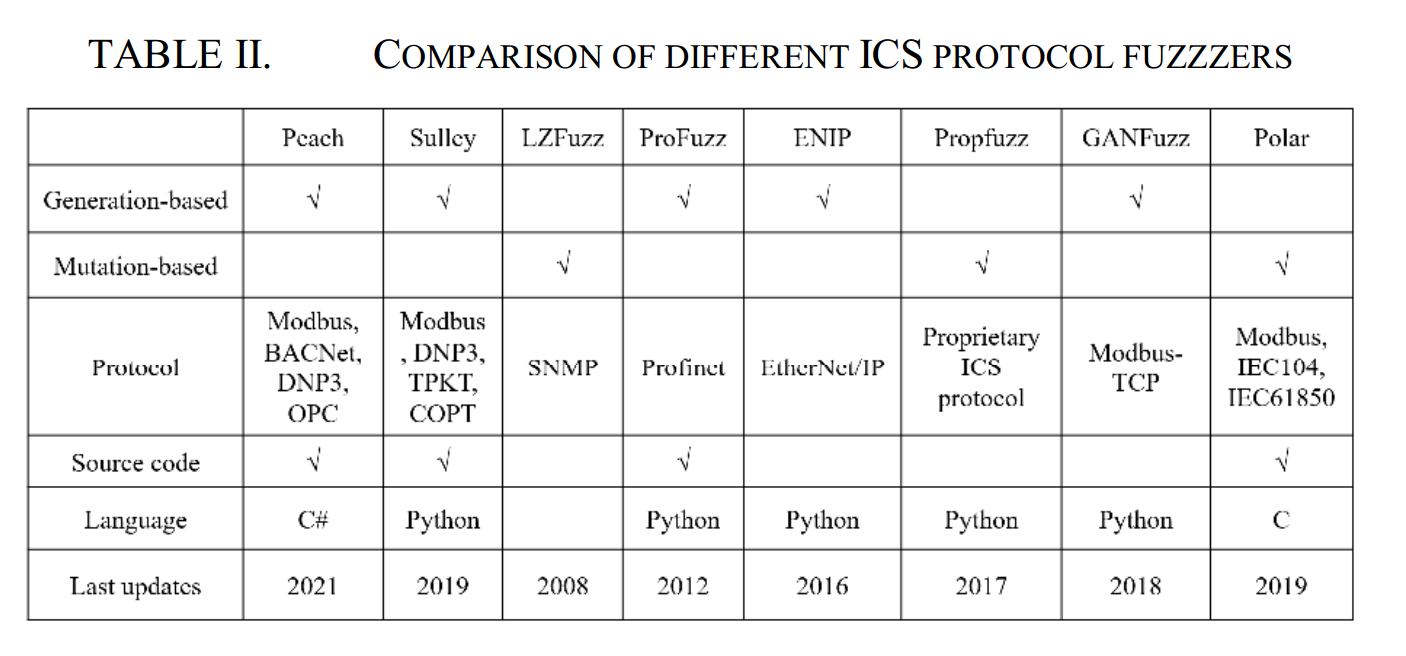 TABLE II. COMPARISON OF DIFFERENT ICS PROTOCOL FUZZZERS
Peach Sulley LZFuzz ProFuzz ENIP Propfuzz GANFuzz Polar
Generation-based √ √ √ √ √
Mutation-based √ √ √
Protocol
Modbus,
BACNet,
DNP3,
OPC
Modbus
, DNP3,
TPKT,
COPT
SNMP
Profinet
EtherNet/IP
Proprietary
ICS
protocol
Modbus-
TCP
Modbus,
IEC104,
IEC61850
Source code √ √ √ √
Language C# Python Python Python Python Python C
Last updates 2021 2019 2008 2012 2016 2017 2018 2019